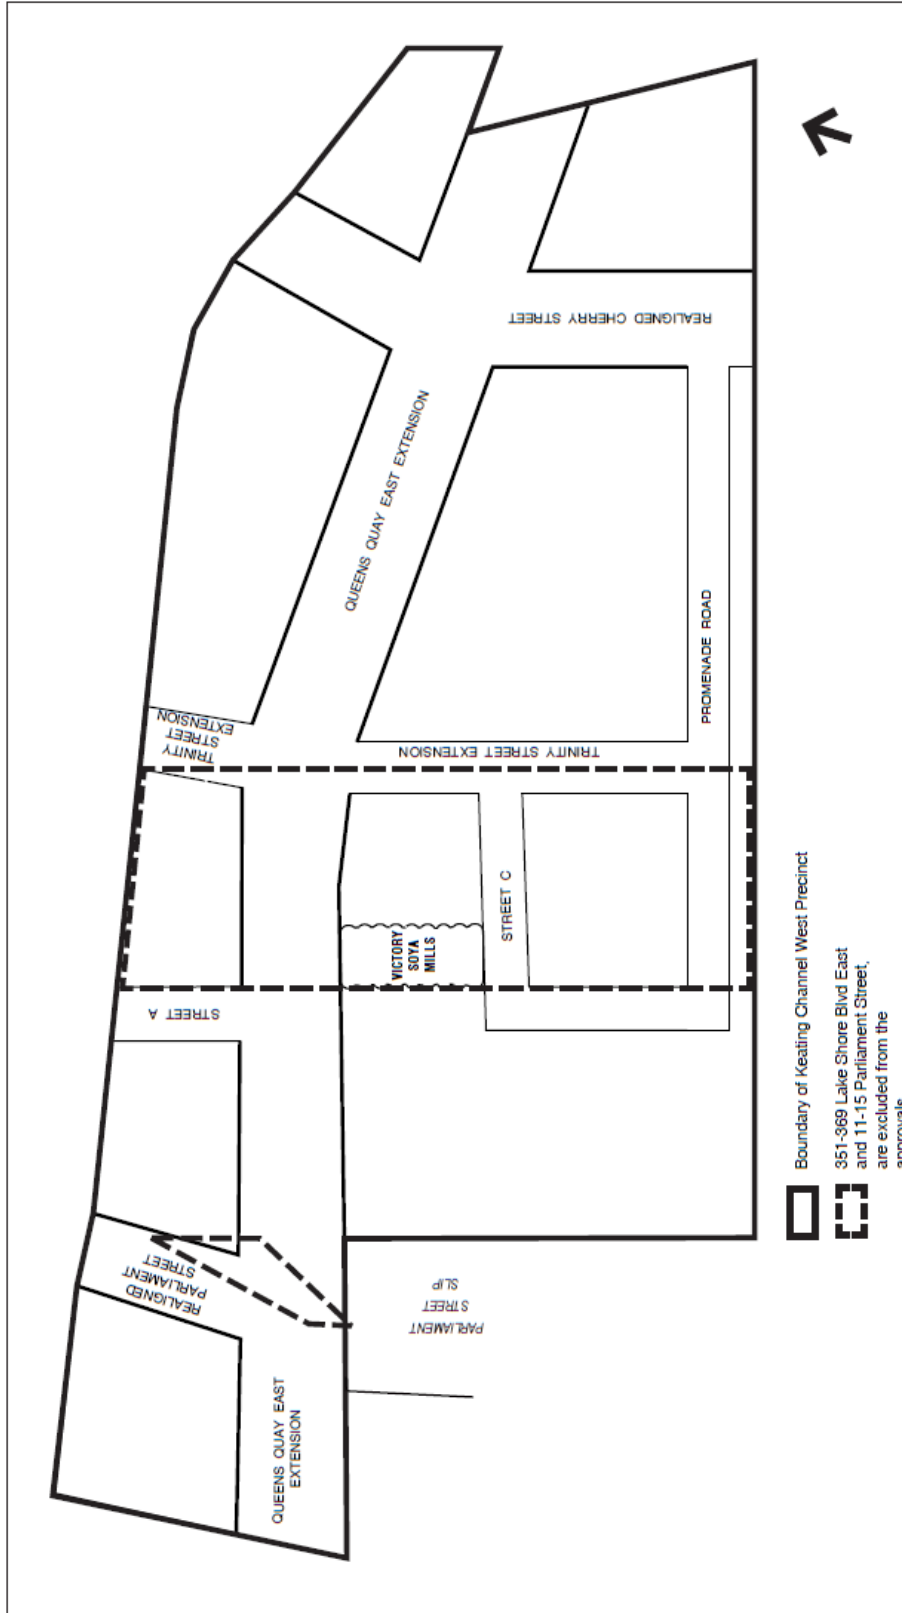 REALIGNED CHERRY STREET
QUEENS QUAY EAST EXTENSION
PROMENADE ROAD
TRINITY
STREET
EXTENSION
TRINITY STREET EXTENSION
STREET C
VICTORY
SOYA
MILLS
STREET A
REALIGNED
PARLIAMENT
STREET
PARLIAMENT
STREET
SLIP
QUEENS QUAY EAST
EXTENSION
Boundary of Keating Channel West Precinct
351-369 Lake Shore Blvd East
and 11-15 Parliament Street,
are excluded from the
approvals